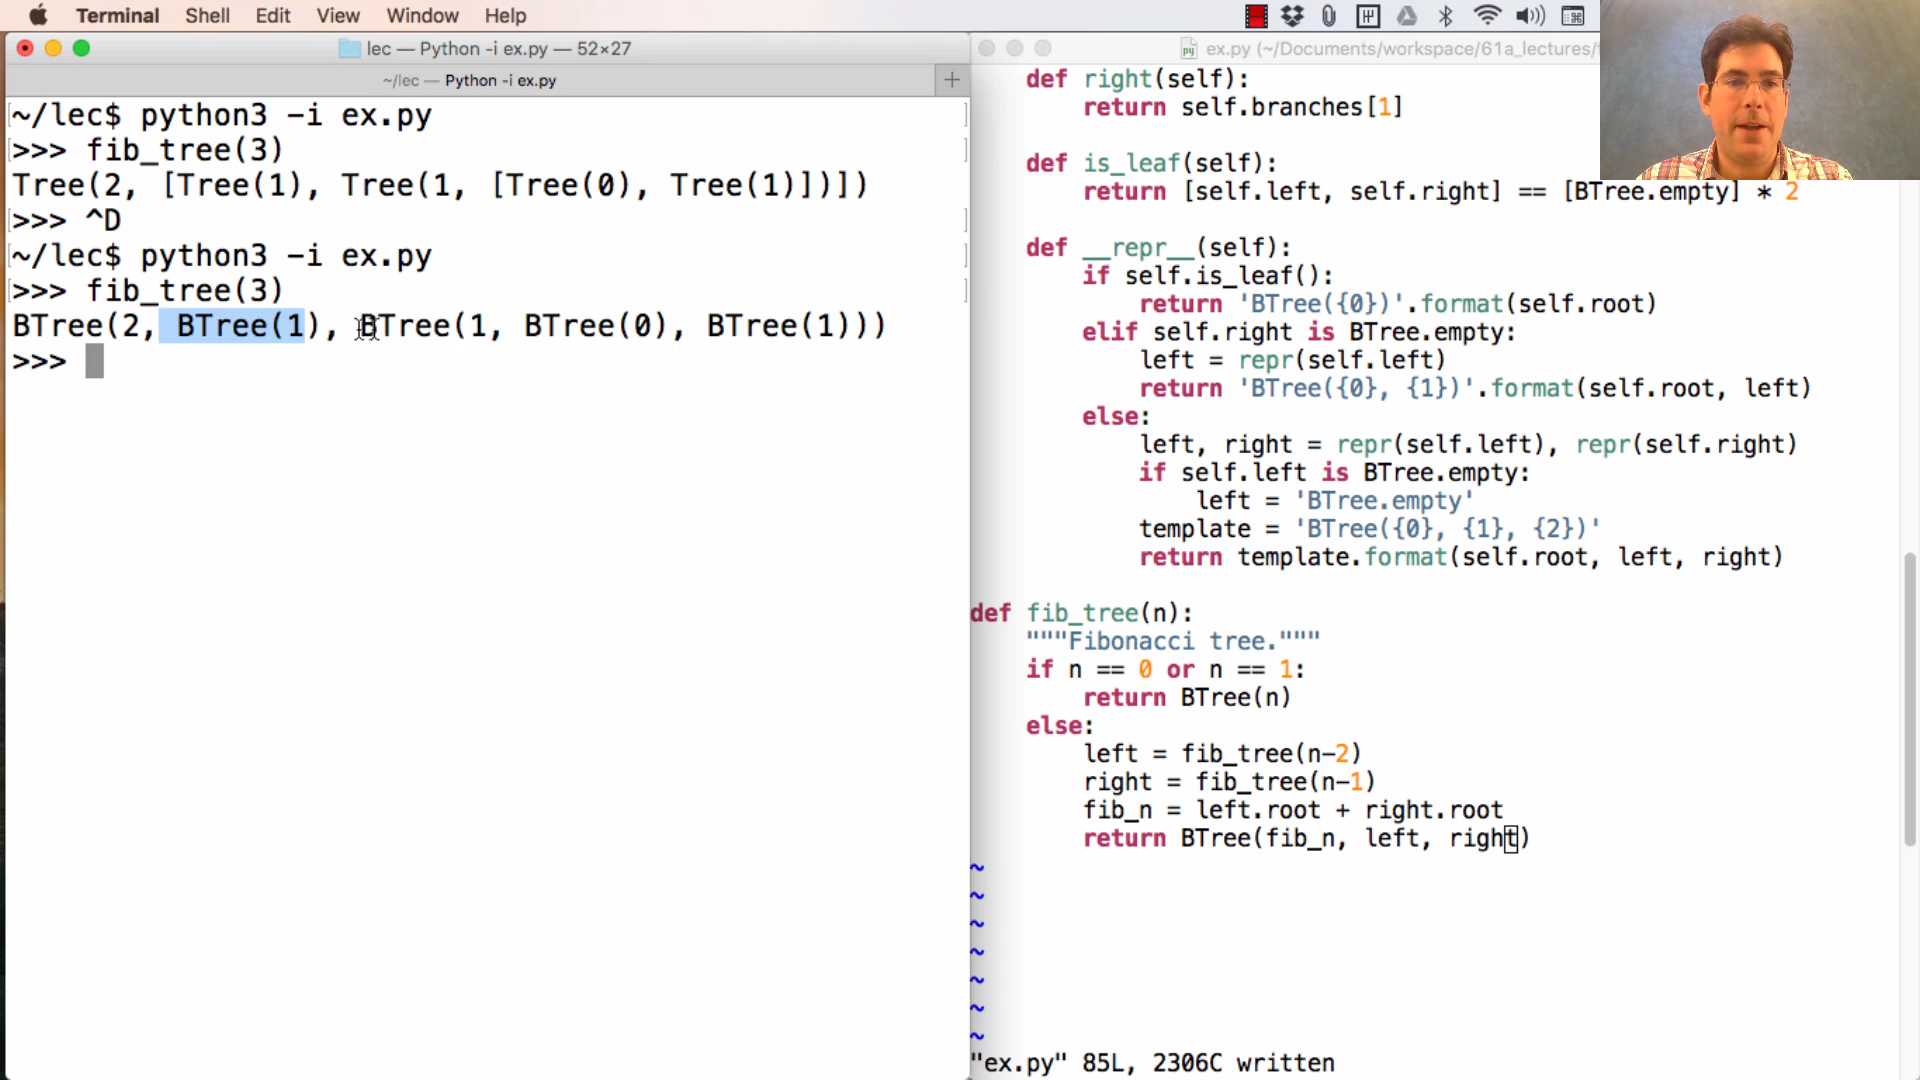 Terminal Shell Edit View Window Help
lec — Python -i ex.py — 52×27
~/lec — Python -i ex.py
~/lec$ python3 -i ex.py
>>> fib_tree(3)
Tree(2, [Tree(1), Tree(1, [Tree(0), Tree(1)])])
>>> ^D
~/lec$ python3 -i ex.py
>>> fib_tree(3)
BTree(2, BTree(1), BTree(1, BTree(0), BTree(1)))
>>>
ex.py (~/Documents/workspace/61a_lectures/
def right(self):
return self.branches[1]
def is_leaf(self):
return [self.left, self.right] == [BTree.empty] * 2
def __repr__(self):
if self.is_leaf():
return 'BTree({0})'.format(self.root)
elif self.right is BTree.empty:
left = repr(self.left)
return 'BTree({0}, {1})'.format(self.root, left)
else:
left, right = repr(self.left), repr(self.right)
if self.left is BTree.empty:
left = 'BTree.empty'
template = 'BTree({0}, {1}, {2})'
return template.format(self.root, left, right)
def fib_tree(n):
"""Fibonacci tree."""
if n == 0 or n == 1:
return BTree(n)
else:
left = fib_tree(n-2)
right = fib_tree(n-1)
fib_n = left.root + right.root
return BTree(fib_n, left, right)
~
~
~
~
~
~
~
"ex.py" 85L, 2306C written